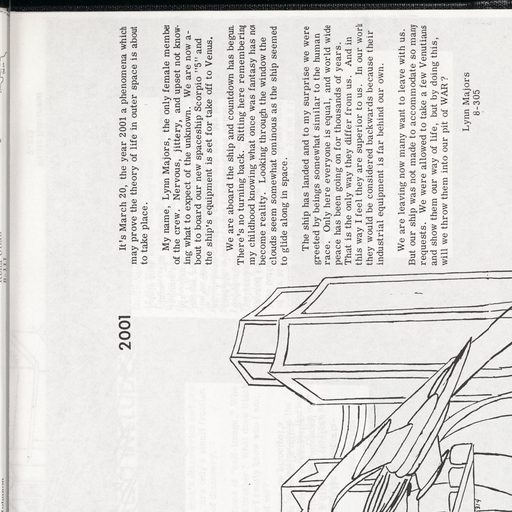 2001
It's March 20, the year 2001 a phenomena which
may prove the theory of life in outer space is about
to take place.
My name, Lynn Majors, the only female membe
of the crew. Nervous, jittery, and upset not know-
ing what to expect of the unknown. We are now a-
bout to board our new spaceship Scorpio "5" and
the ship's equipment is set for take off to Venus.
We are aboard the ship and countdown has begun.
There's no turning back. Sitting here remembering
my childhood knowing what once was fantasy has no
become reality. Looking through the window the
clouds seem somewhat ominous as the ship seemed
to glide along in space.
The ship has landed and to my surprise we were
greeted by beings somewhat similar to the human
race. Only here everyone is equal, and world wide
peace has been going on for thousands of years.
That is the only way they differ from us. And in
this way I feel they are superior to us. In our worl
they would be considered backwards because their
industrial equipment is far behind our own.
We are leaving now many want to leave with us.
But our ship was not made to accommodate so many
requests. We were allowed to take a few Venutians
and show them our way of life, but by doing this,
will we throw them into our pit of WAR?
Lynn Majors
8-305